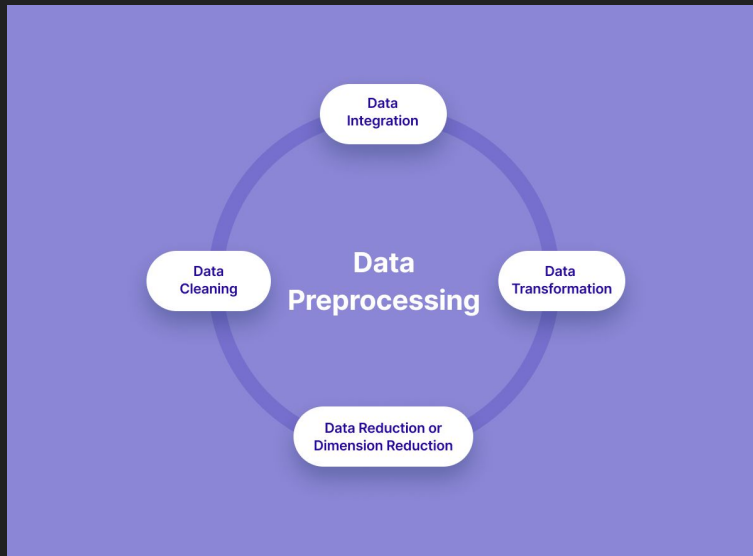 Data
Integration
Data
Cleaning
Data
Preprocessing
Data
Transformation
Data Reduction or
Dimension Reduction